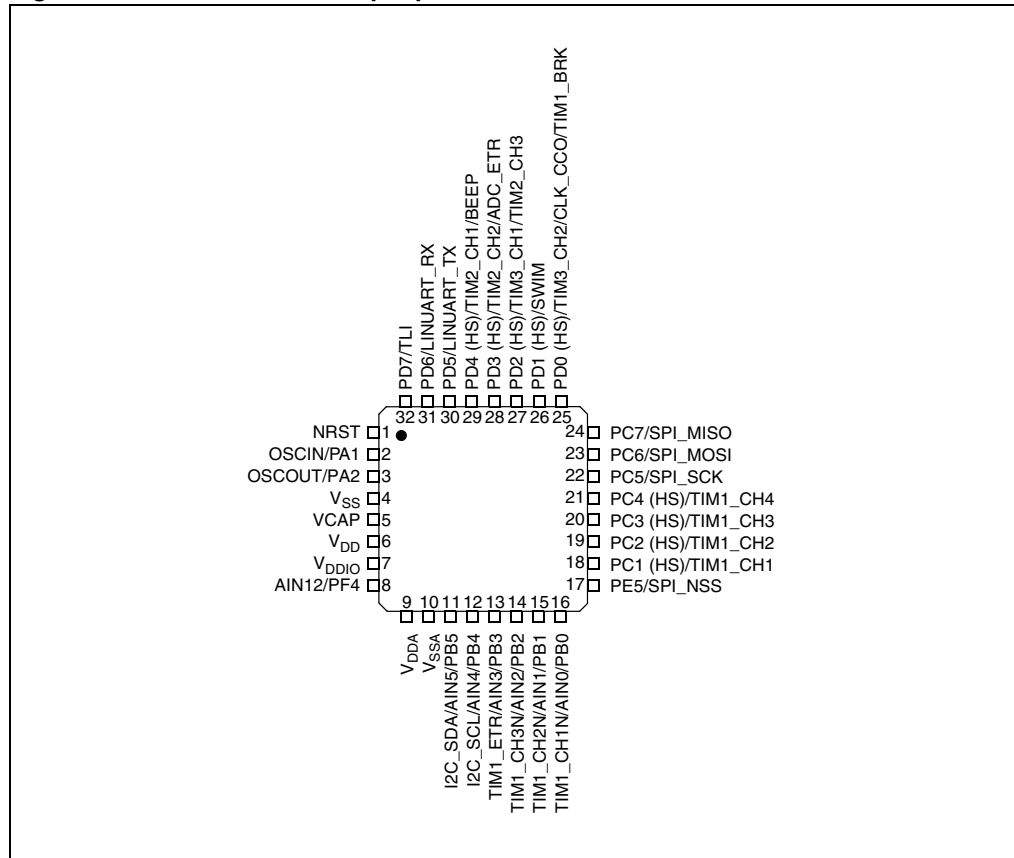 PD7/TLI
PD6/LINUART_RX
PD5/LINUART_TX
PD4 (HS)/TIM2_CH1/BEEP
PD3 (HS)/TIM2_CH2/ADC_ETR
PD2 (HS)/TIM3_CH1/TIM2_CH3
PD1 (HS)/SWIM
PD0 (HS)/TIM3_CH2/CLK_CCO/TIM1_BRK
32 31 30 29 28 27 26 25
NRST 1
OSCIN/PA1 2
OSCOUT/PA2 3
VSS 4
VCAP 5
VDD 6
VDDIO 7
AIN12/PF4 8
24 PC7/SPI_MISO
23 PC6/SPI_MOSI
22 PC5/SPI_SCK
21 PC4 (HS)/TIM1_CH4
20 PC3 (HS)/TIM1_CH3
19 PC2 (HS)/TIM1_CH2
18 PC1 (HS)/TIM1_CH1
17 PE5/SPI_NSS
9 10 11 12 13 14 15 16
VDDA
VSSA
I2C_SDA/AIN5/PB5
I2C_SCL/AIN4/PB4
TIM1_ETR/AIN3/PB3
TIM1_CH3N/AIN2/PB2
TIM1_CH2N/AIN1/PB1
TIM1_CH1N/AIN0/PB0